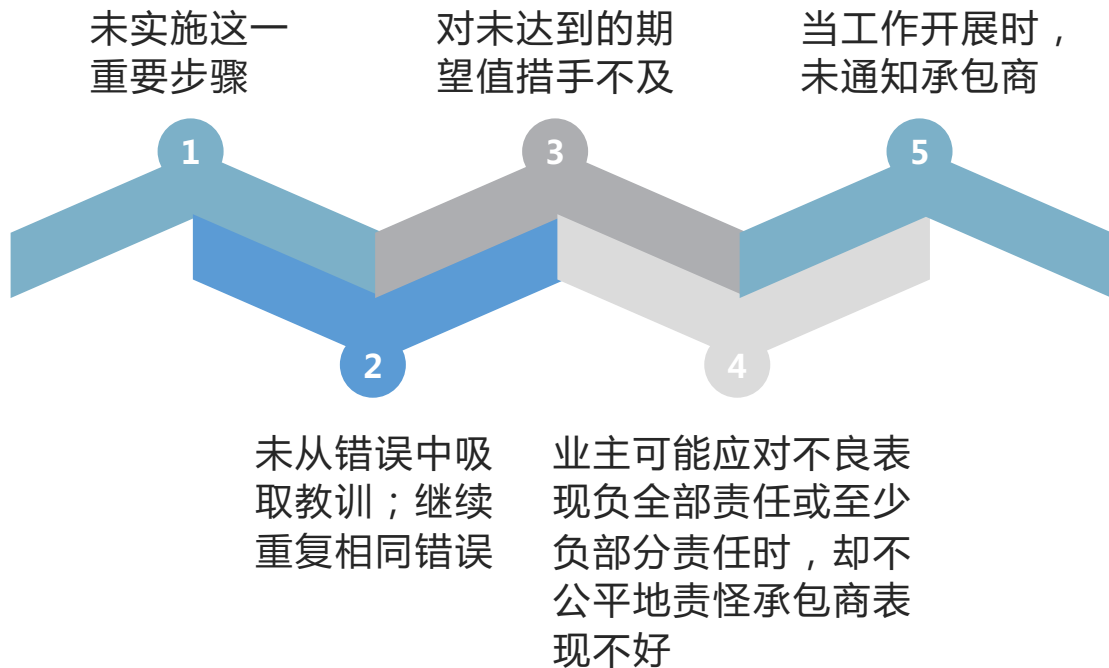 未实施这一
重要步骤
对未达到的期
望值措手不及
当工作开展时，
未通知承包商
1
3
5
2
4
未从错误中吸
取教训；继续
重复相同错误
业主可能应对不良表
现负全部责任或至少
负部分责任时，却不
公平地责怪承包商表
现不好